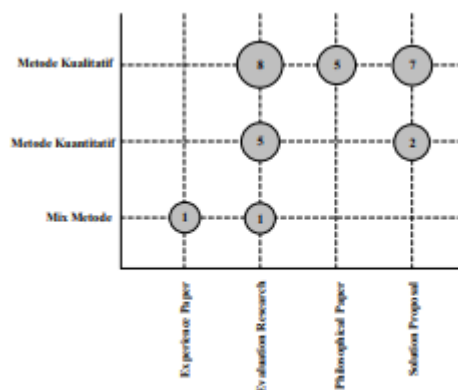 Metode Kualitatif
8
5
7
Metode Kuantitatif
5
2
Mix Metode
1
1
Experience Paper
Evaluation Research
Philosophical Paper
Solution Proposal